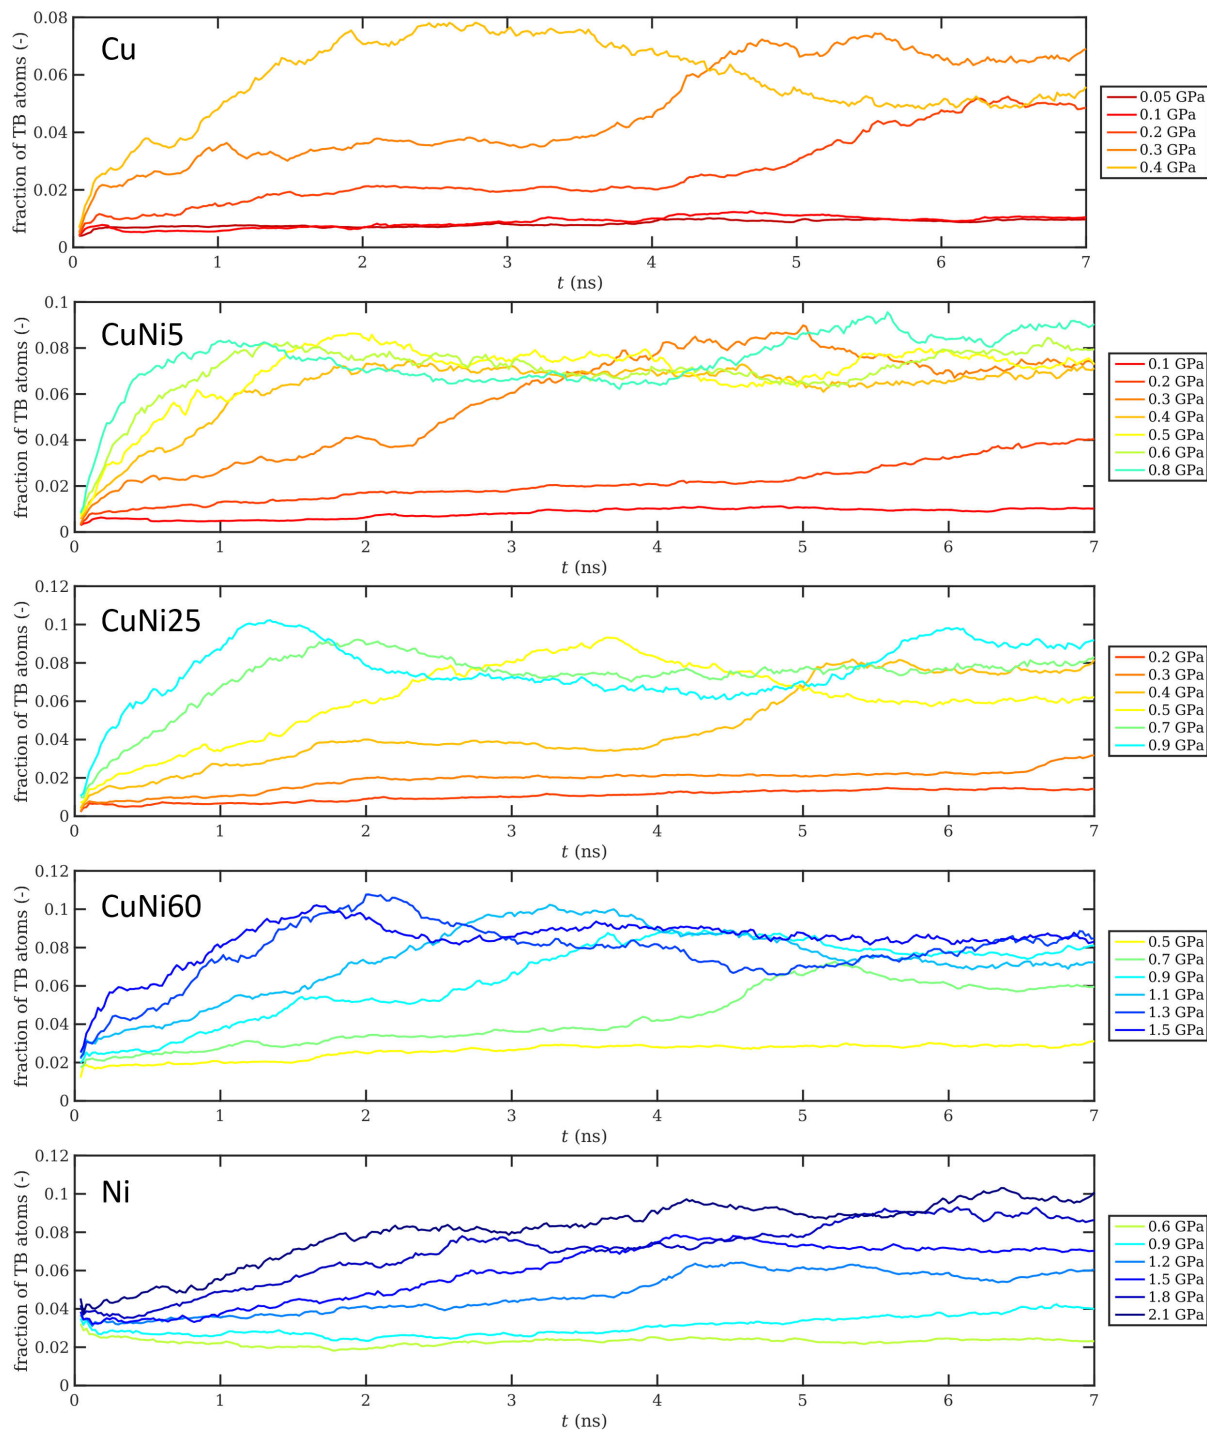 Cu
fraction of TB atoms (-)
0.08
0.06
0.04
0.02
0
0 1 2 3 4 5 6 7
t (ns)
0.05 GPa
0.1 GPa
0.2 GPa
0.3 GPa
0.4 GPa
CuNi5
fraction of TB atoms (-)
0.1
0.08
0.06
0.04
0.02
0
0 1 2 3 4 5 6 7
t (ns)
0.1 GPa
0.2 GPa
0.3 GPa
0.4 GPa
0.5 GPa
0.6 GPa
0.8 GPa
CuNi25
fraction of TB atoms (-)
0.12
0.1
0.08
0.06
0.04
0.02
0
0 1 2 3 4 5 6 7
t (ns)
0.2 GPa
0.3 GPa
0.4 GPa
0.5 GPa
0.7 GPa
0.9 GPa
CuNi60
fraction of TB atoms (-)
0.12
0.1
0.08
0.06
0.04
0.02
0
0 1 2 3 4 5 6 7
t (ns)
0.5 GPa
0.7 GPa
0.9 GPa
1.1 GPa
1.3 GPa
1.5 GPa
Ni
fraction of TB atoms (-)
0.12
0.1
0.08
0.06
0.04
0.02
0
0 1 2 3 4 5 6 7
t (ns)
0.6 GPa
0.9 GPa
1.2 GPa
1.5 GPa
1.8 GPa
2.1 GPa